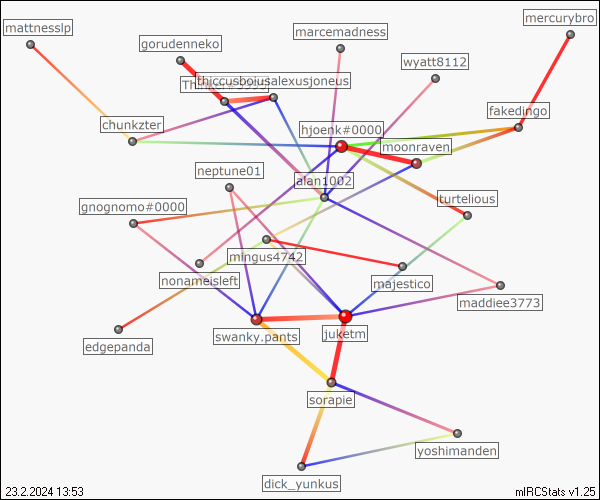 mercurybro
mattnesslp
marcemadness
gorudenneko
wyatt8112
thiccusboiusalexusjoneus
fakedingo
chunkzter
hjoenk#0000
moonraven
neptune01
alan1002
turtelious
gnognomo#0000
mingus4742
nonameisleft
majestico
maddiee3773
swanky.pants
juketm
edgepanda
sorapie
yoshimanden
dick_yunkus
23.2.2024 13:53
mIRCStats v1.25